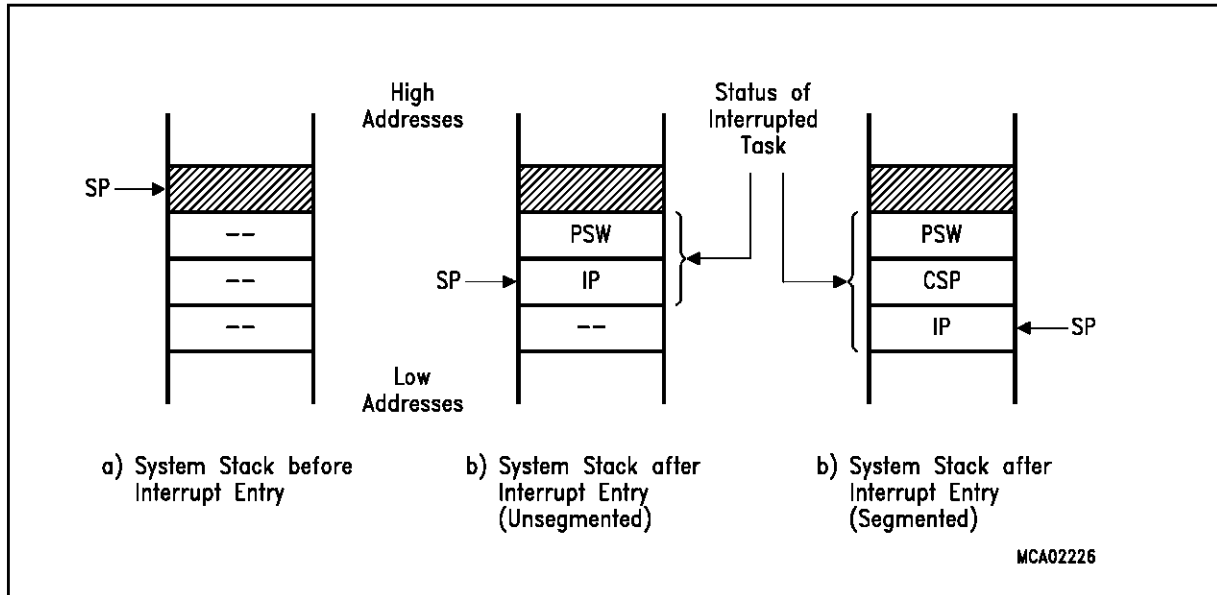 High
Addresses
Status of
Interrupted
Task
SP
--
--
--
PSW
IP
--
SP
PSW
CSP
IP
SP
Low
Addresses
a) System Stack before
Interrupt Entry
b) System Stack after
Interrupt Entry
(Unsegmented)
b) System Stack after
Interrupt Entry
(Segmented)
MCA02226